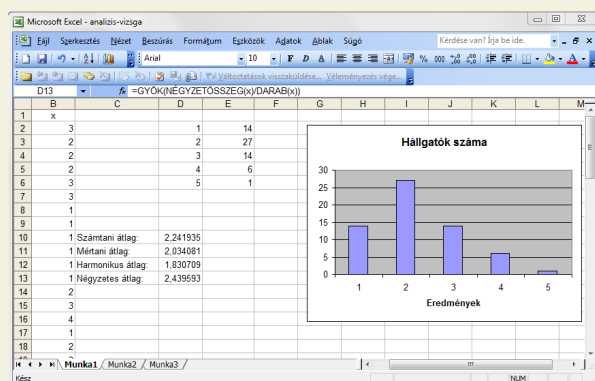 Microsoft Excel - analizis-vizsga
Fájl Szerkesztés Nézet Beszúrás Formátum Eszközök Adatok Ablak Súgó Kérdése van? Írja be ide.
Arial 10 F D A
Változtatások visszaküldése... Véleményezés vége...
D13 fx =GYÖK(NÉGYZETÖSSZEG(x)/DARAB(x))
B C D E F G H I J K L M
1 x
2 3 1 14
3 2 2 27
4 2 3 14
5 2 4 6
6 3 5 1
7 3
8 1
9 1
10 1 Számtani átlag: 2,241935
11 1 Mértani átlag: 2,034081
12 1 Harmonikus átlag: 1,830709
13 1 Négyzetes átlag: 2,439593
14 2
15 3
16 4
17 1
18 2
Hállgatók száma
30
25
20
15
10
5
0
1 2 3 4 5
Eredmények
Munka1 Munka2 Munka3
Kész NUM